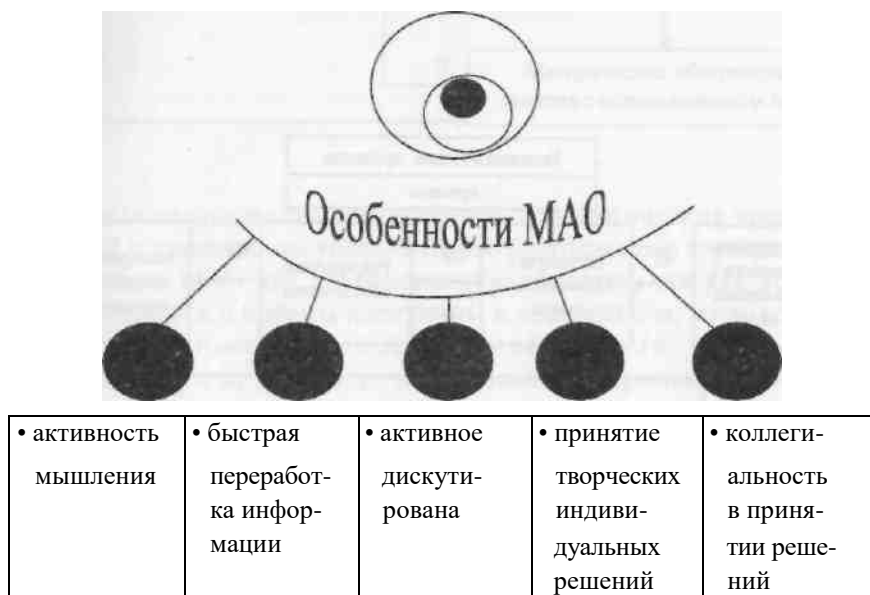 Особенности МАО
• активность
мышления
• быстрая
переработ-
ка инфор-
мации
• активное
дискути-
рована
• принятие
творческих
индиви-
дуальных
решений
• коллеги-
альность
в приня-
тии реше-
ний